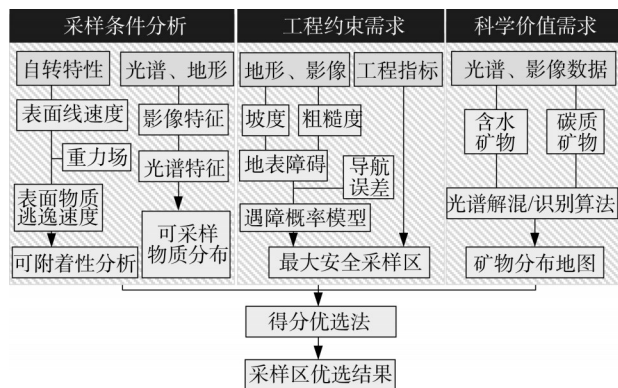 采样条件分析
自转特性
光谱、地形
表面线速度
影像特征
重力场
光谱特征
表面物质
逃逸速度
可采样
物质分布
可附着性分析
工程约束需求
地形、影像
工程指标
坡度
粗糙度
地表障碍
导航
误差
遇障概率模型
最大安全采样区
科学价值需求
光谱、影像数据
含水
矿物
碳质
矿物
光谱解混/识别算法
矿物分布地图
得分优选法
采样区优选结果